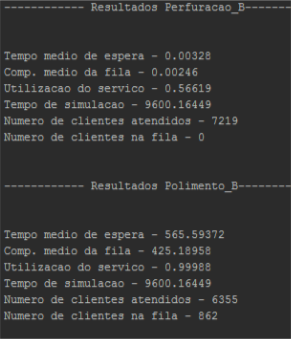 ------------ Resultados Perfuracao_B-------
Tempo medio de espera - 0.00328
Comp. medio da fila - 0.00246
Utilizacao do servico - 0.56619
Tempo de simulacao - 9600.16449
Numero de clientes atendidos - 7219
Numero de clientes na fila - 0
------------ Resultados Polimento_B--------
Tempo medio de espera - 565.59372
Comp. medio da fila - 425.18958
Utilizacao do servico - 0.99988
Tempo de simulacao - 9600.16449
Numero de clientes atendidos - 6355
Numero de clientes na fila - 862